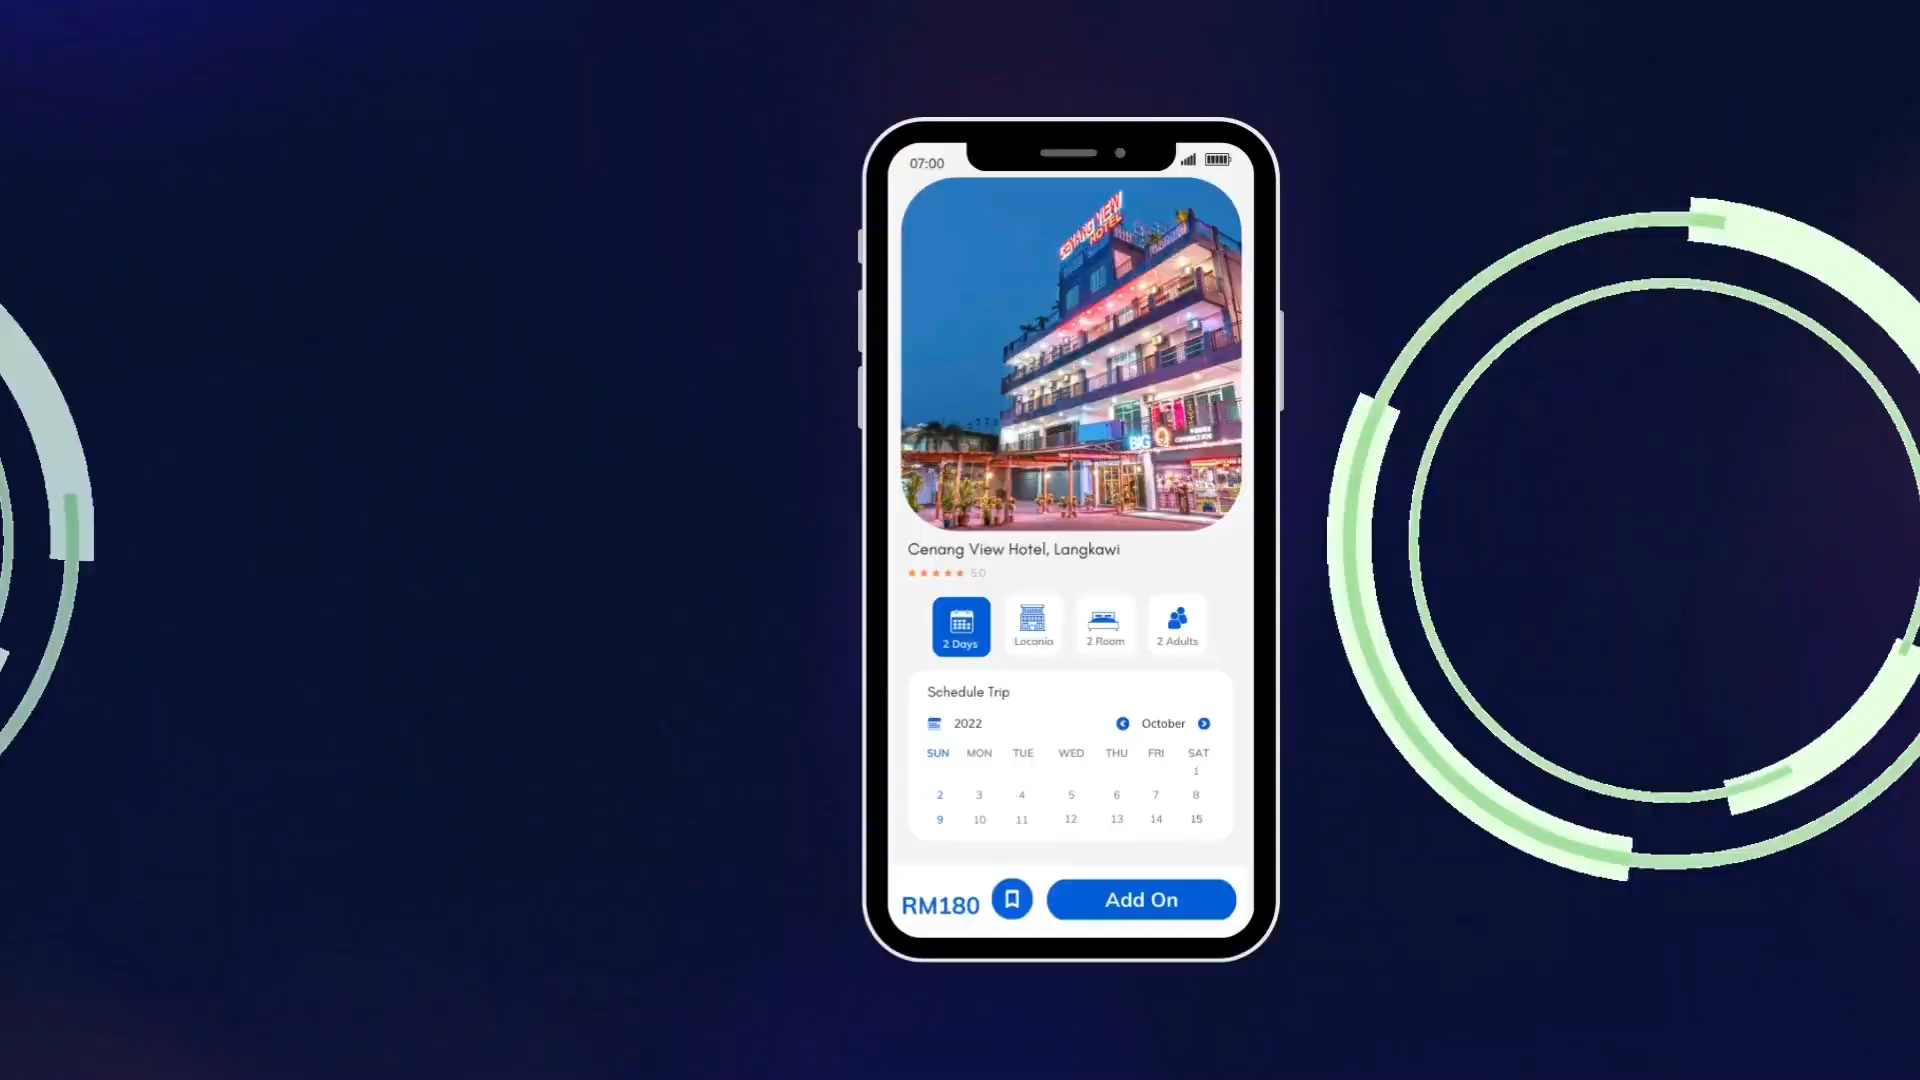 07:00
CENANG VIEW
HOTEL
BIG
Cenang View Hotel, Langkawi
5.0
2 Days
Locania
2 Room
2 Adults
Schedule Trip
2022
October
SUN MON TUE WED THU FRI SAT
1
2 3 4 5 6 7 8
9 10 11 12 13 14 15
RM180
Add On